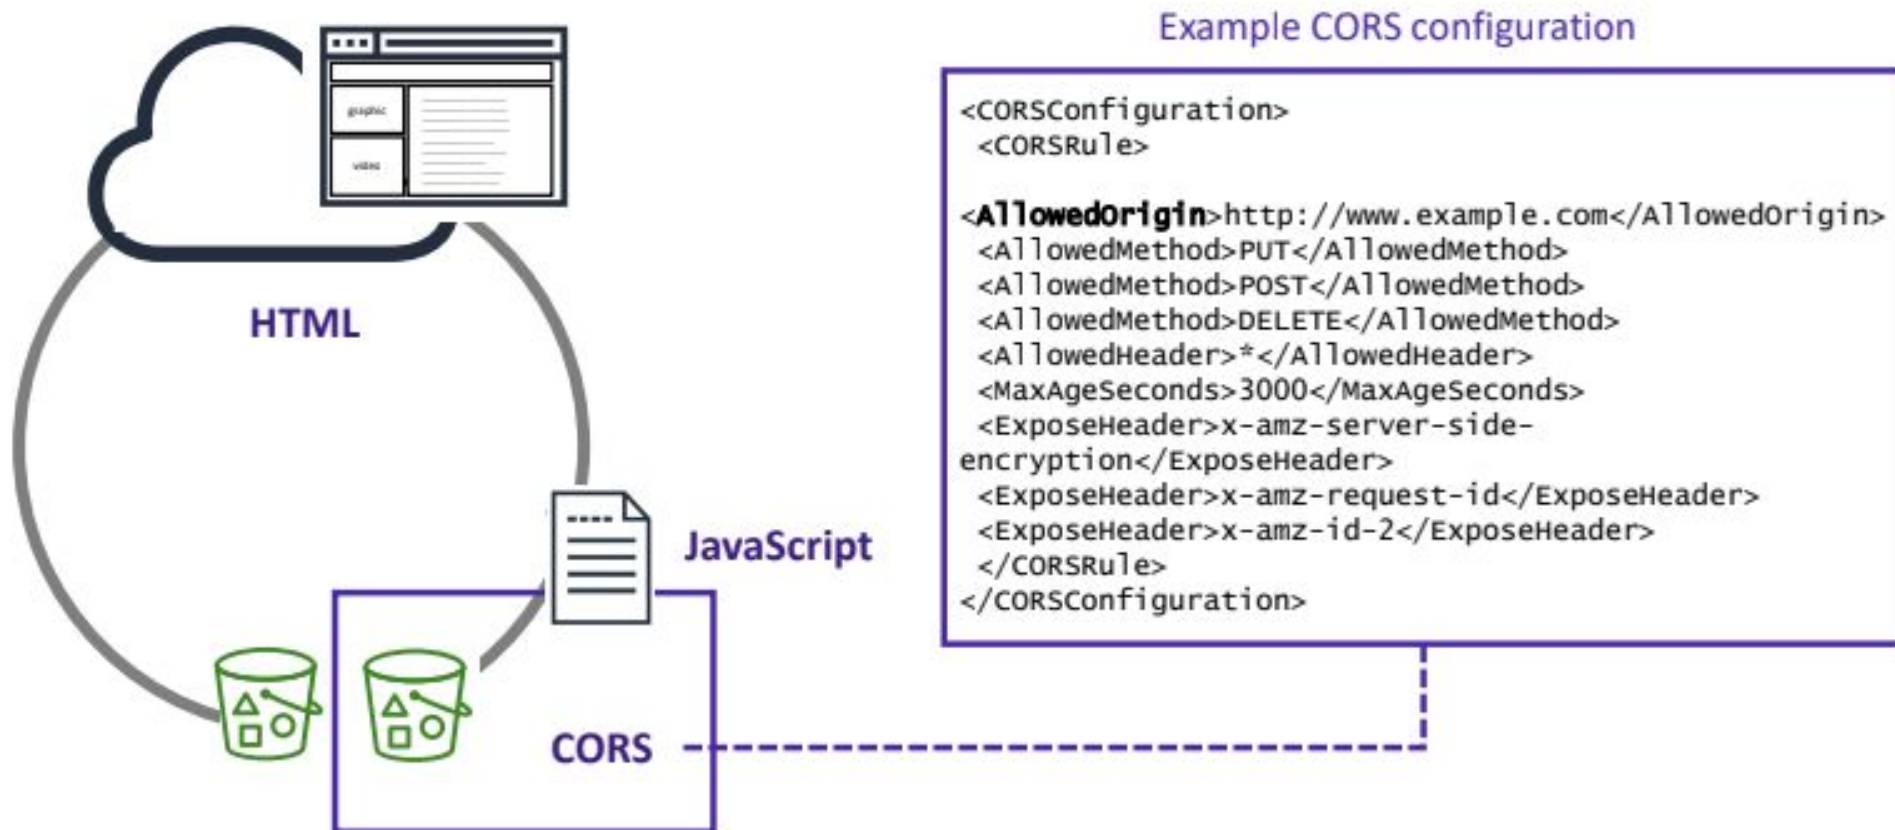 Example CORS configuration
graphic
video
HTML
JavaScript
CORS
<CORSConfiguration>
<CORSRule>
<AllowedOrigin>http://www.example.com</AllowedOrigin>
<AllowedMethod>PUT</AllowedMethod>
<AllowedMethod>POST</AllowedMethod>
<AllowedMethod>DELETE</AllowedMethod>
<AllowedHeader>*</AllowedHeader>
<MaxAgeSeconds>3000</MaxAgeSeconds>
<ExposeHeader>x-amz-server-side-
encryption</ExposeHeader>
<ExposeHeader>x-amz-request-id</ExposeHeader>
<ExposeHeader>x-amz-id-2</ExposeHeader>
</CORSRule>
</CORSConfiguration>